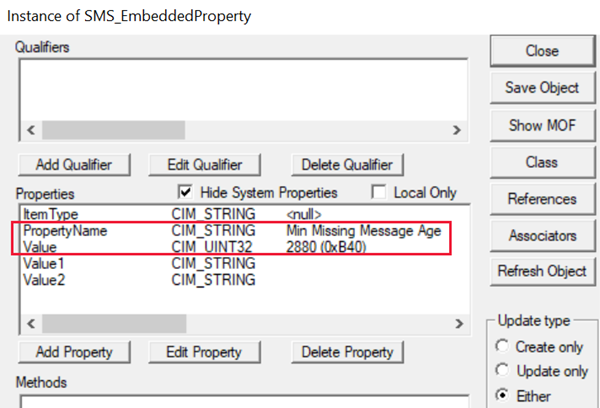 Instance of SMS_EmbeddedProperty
Qualifiers
Close
Save Object
Show MOF
Class
References
Associators
Refresh Object
Add Qualifier Edit Qualifier Delete Qualifier
Properties Hide System Properties Local Only
ItemType CIM_STRING <null>
PropertyName CIM_STRING Min Missing Message Age
Value CIM_UINT32 2880 (0xB40)
Value1 CIM_STRING
Value2 CIM_STRING
Add Property Edit Property Delete Property
Update type
Create only
Update only
Either
Methods